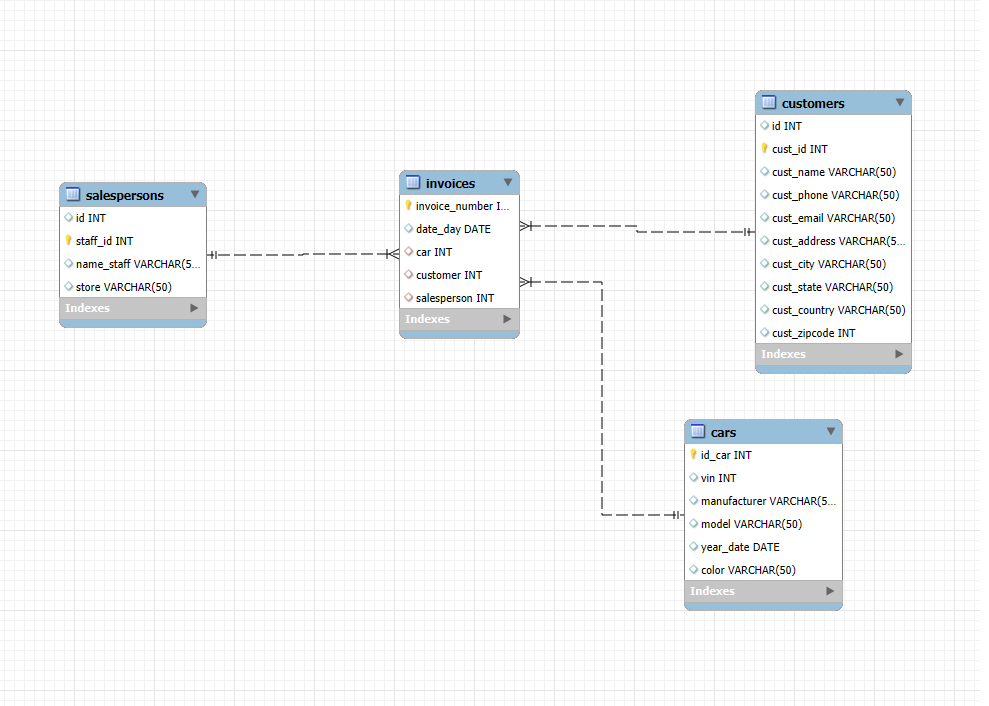 salespersons
id INT
staff_id INT
name_staff VARCHAR(5...
store VARCHAR(50)
Indexes
invoices
invoice_number I...
date_day DATE
car INT
customer INT
salesperson INT
Indexes
customers
id INT
cust_id INT
cust_name VARCHAR(50)
cust_phone VARCHAR(50)
cust_email VARCHAR(50)
cust_address VARCHAR(5...
cust_city VARCHAR(50)
cust_state VARCHAR(50)
cust_country VARCHAR(50)
cust_zipcode INT
Indexes
cars
id_car INT
vin INT
manufacturer VARCHAR(5...
model VARCHAR(50)
year_date DATE
color VARCHAR(50)
Indexes